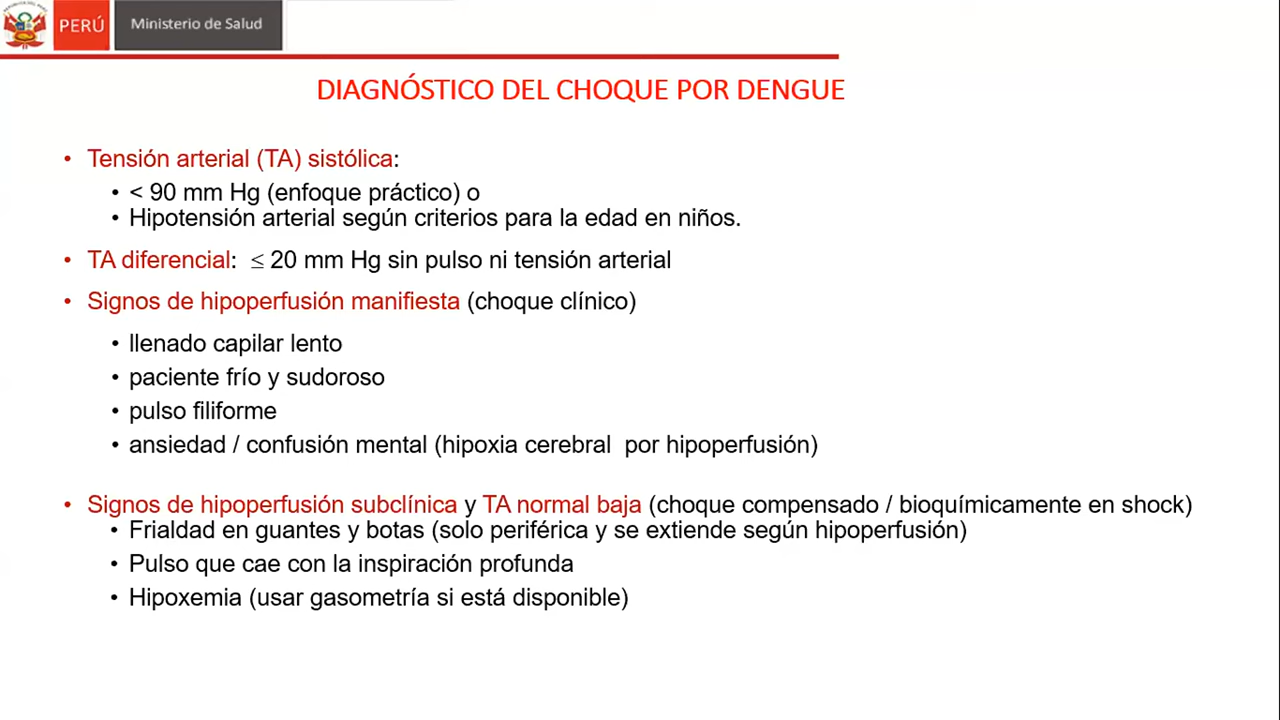 PERÚ
Ministerio de Salud
DIAGNÓSTICO DEL CHOQUE POR DENGUE
• Tensión arterial (TA) sistólica:
• < 90 mm Hg (enfoque práctico) o
• Hipotensión arterial según criterios para la edad en niños.
• TA diferencial: ≤ 20 mm Hg sin pulso ni tensión arterial
• Signos de hipoperfusión manifiesta (choque clínico)
• llenado capilar lento
• paciente frío y sudoroso
• pulso filiforme
• ansiedad / confusión mental (hipoxia cerebral por hipoperfusión)
• Signos de hipoperfusión subclínica y TA normal baja (choque compensado / bioquímicamente en shock)
• Frialdad en guantes y botas (solo periférica y se extiende según hipoperfusión)
• Pulso que cae con la inspiración profunda
• Hipoxemia (usar gasometría si está disponible)